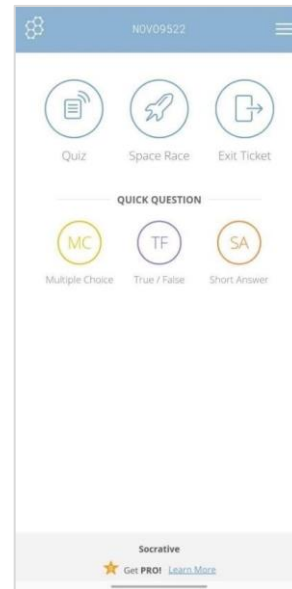 N0V09522
Quiz Space Race Exit Ticket
QUICK QUESTION
MC TF SA
Multiple Choice True / False Short Answer
Socrative
Get PRO! Learn More